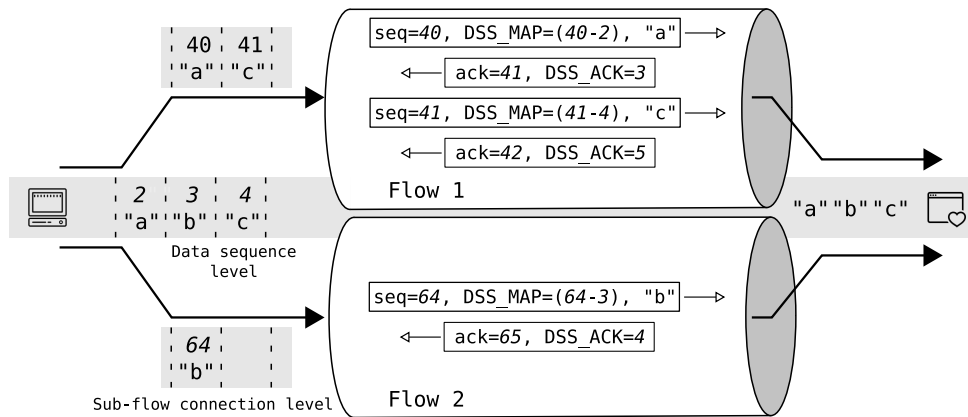 40 41
"a" "c"
seq=40, DSS_MAP=(40-2), "a"
ack=41, DSS_ACK=3
seq=41, DSS_MAP=(41-4), "c"
ack=42, DSS_ACK=5
Flow 1
2 3 4
"a" "b" "c"
Data sequence
level
"a""b""c"
seq=64, DSS_MAP=(64-3), "b"
ack=65, DSS_ACK=4
Flow 2
64
"b"
Sub-flow connection level